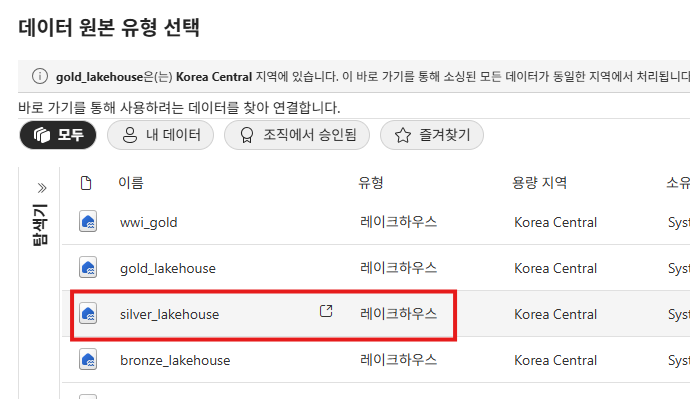 데이터 원본 유형 선택
gold_lakehouse은(는) Korea Central 지역에 있습니다. 이 바로 가기를 통해 소싱된 모든 데이터가 동일한 지역에서 처리됩니다
바로 가기를 통해 사용하려는 데이터를 찾아 연결합니다.
모두 내 데이터 조직에서 승인됨 즐겨찾기
탐색기
이름 유형 용량 지역 소유
wwi_gold 레이크하우스 Korea Central Syst
gold_lakehouse 레이크하우스 Korea Central Syst
silver_lakehouse 레이크하우스 Korea Central Syst
bronze_lakehouse 레이크하우스 Korea Central Syst